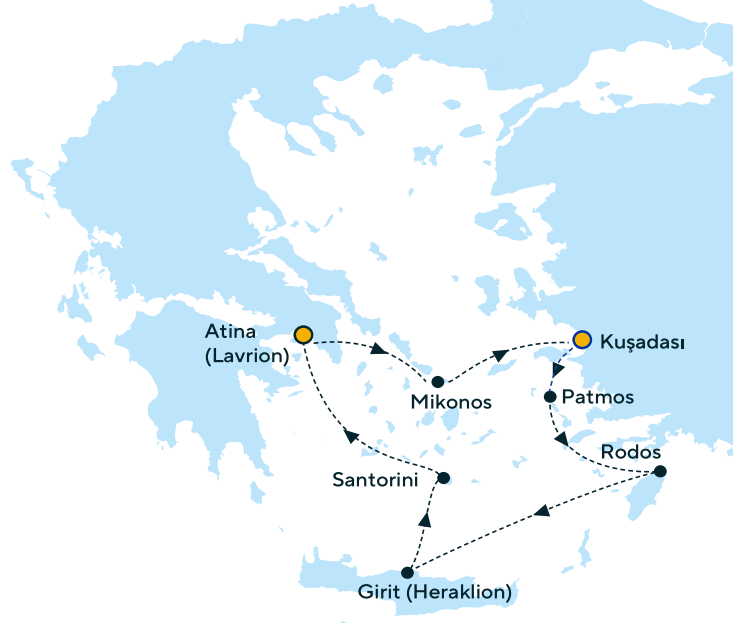 Atina
(Lavrion)
Kuşadası
Mikonos
Patmos
Rodos
Santorini
Girit (Heraklion)